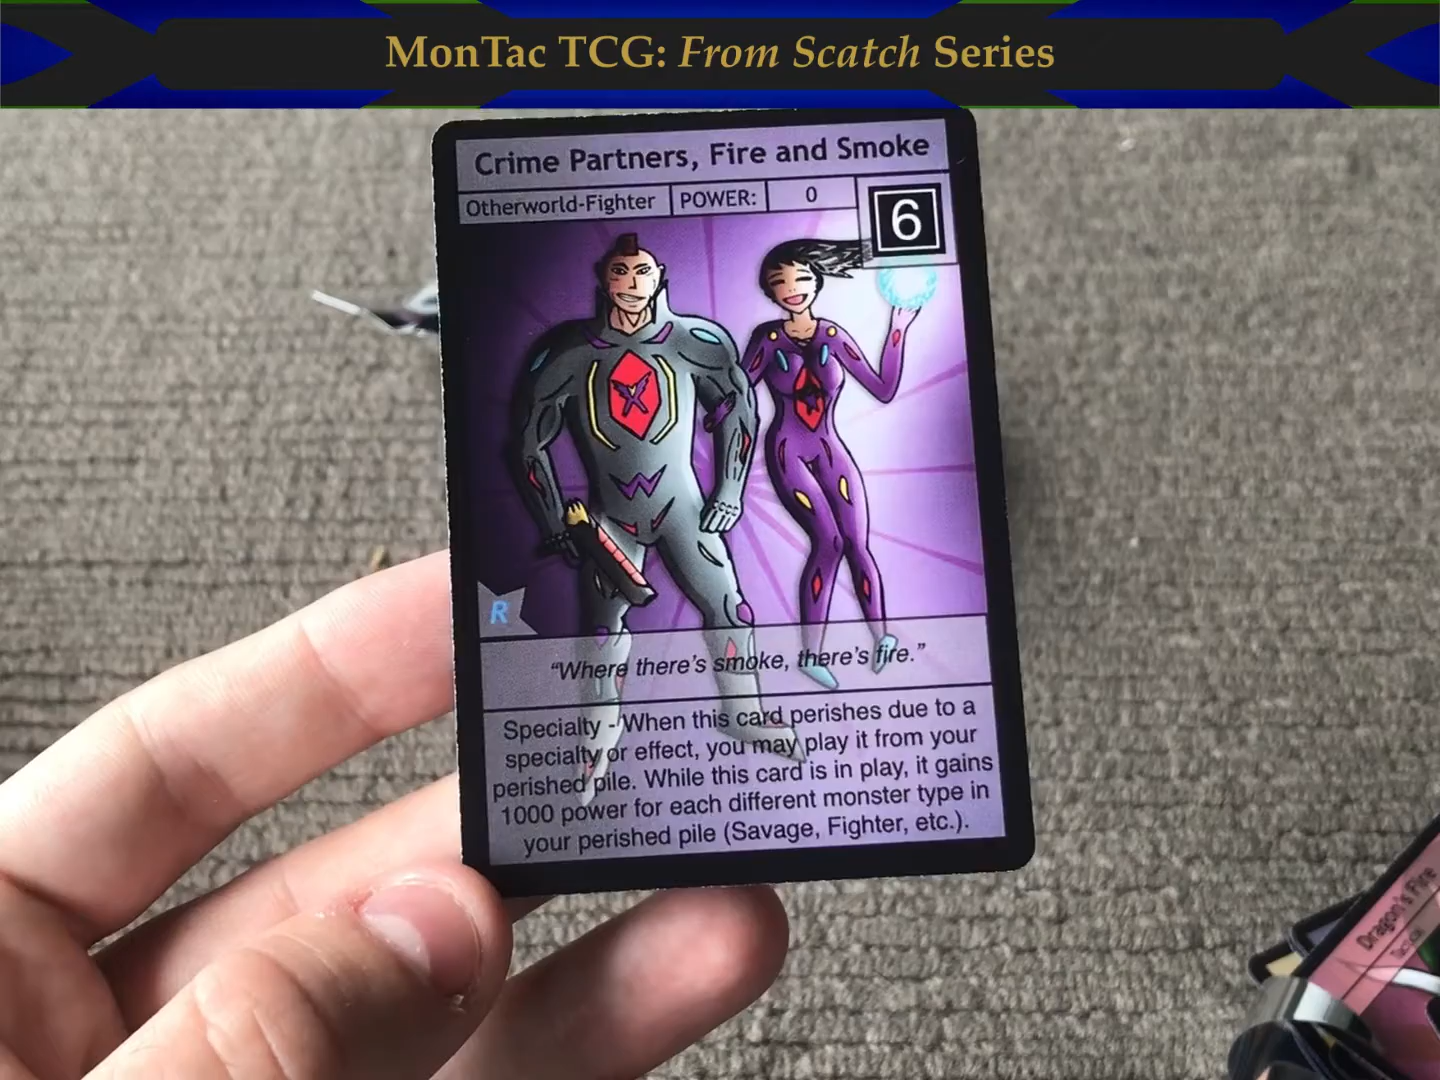 MonTac TCG: From Scatch Series
Crime Partners, Fire and Smoke
Otherworld-Fighter POWER: 0
6
R
“Where there’s smoke, there’s fire.”
Specialty - When this card perishes due to a
specialty or effect, you may play it from your
perished pile. While this card is in play, it gains
1000 power for each different monster type in
your perished pile (Savage, Fighter, etc.).
Dragon's Fire